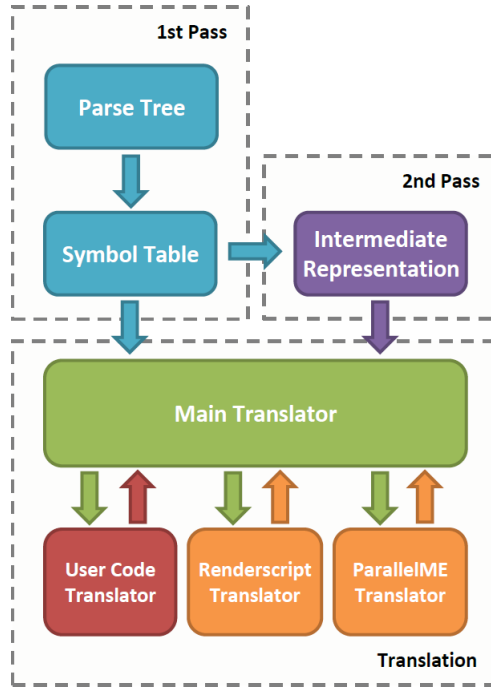 1st Pass
Parse Tree
2nd Pass
Symbol Table
Intermediate
Representation
Main Translator
User Code
Translator
Renderscript
Translator
ParallelME
Translator
Translation